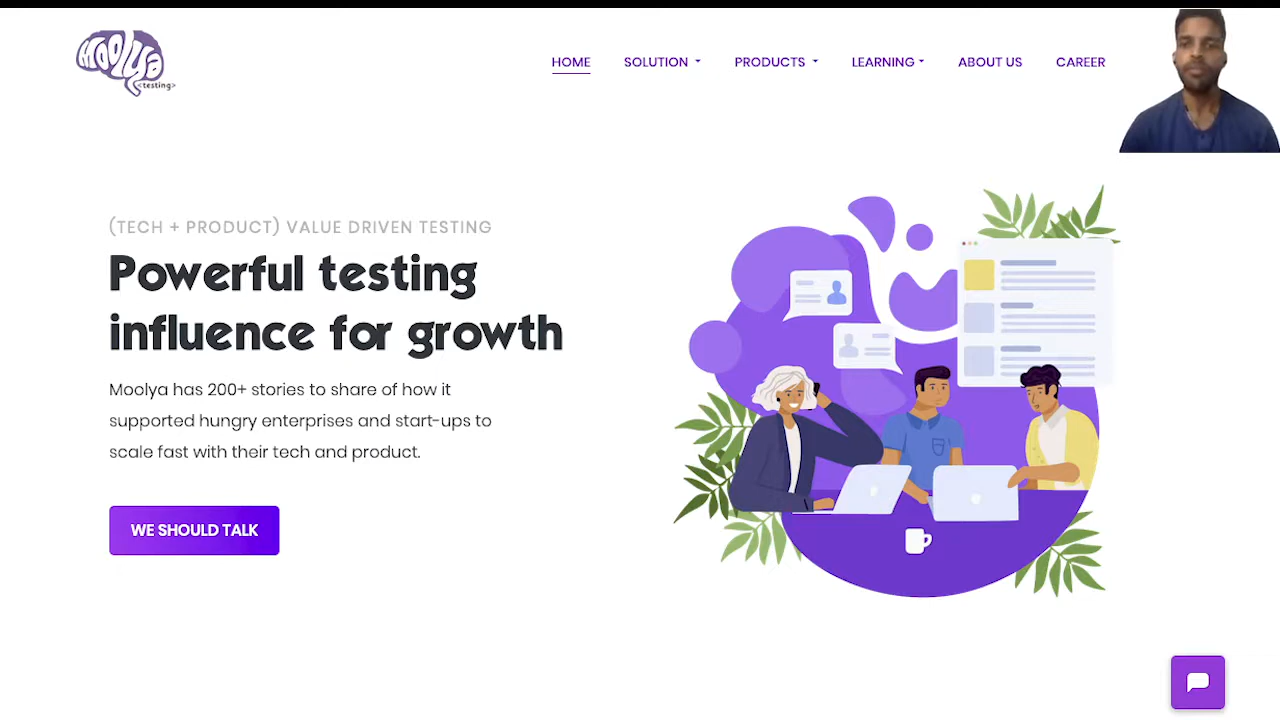 Moolya
<testing>
HOME
SOLUTION
PRODUCTS
LEARNING
ABOUT US
CAREER
(TECH + PRODUCT) VALUE DRIVEN TESTING
Powerful testing
influence for growth
Moolya has 200+ stories to share of how it
supported hungry enterprises and start-ups to
scale fast with their tech and product.
WE SHOULD TALK